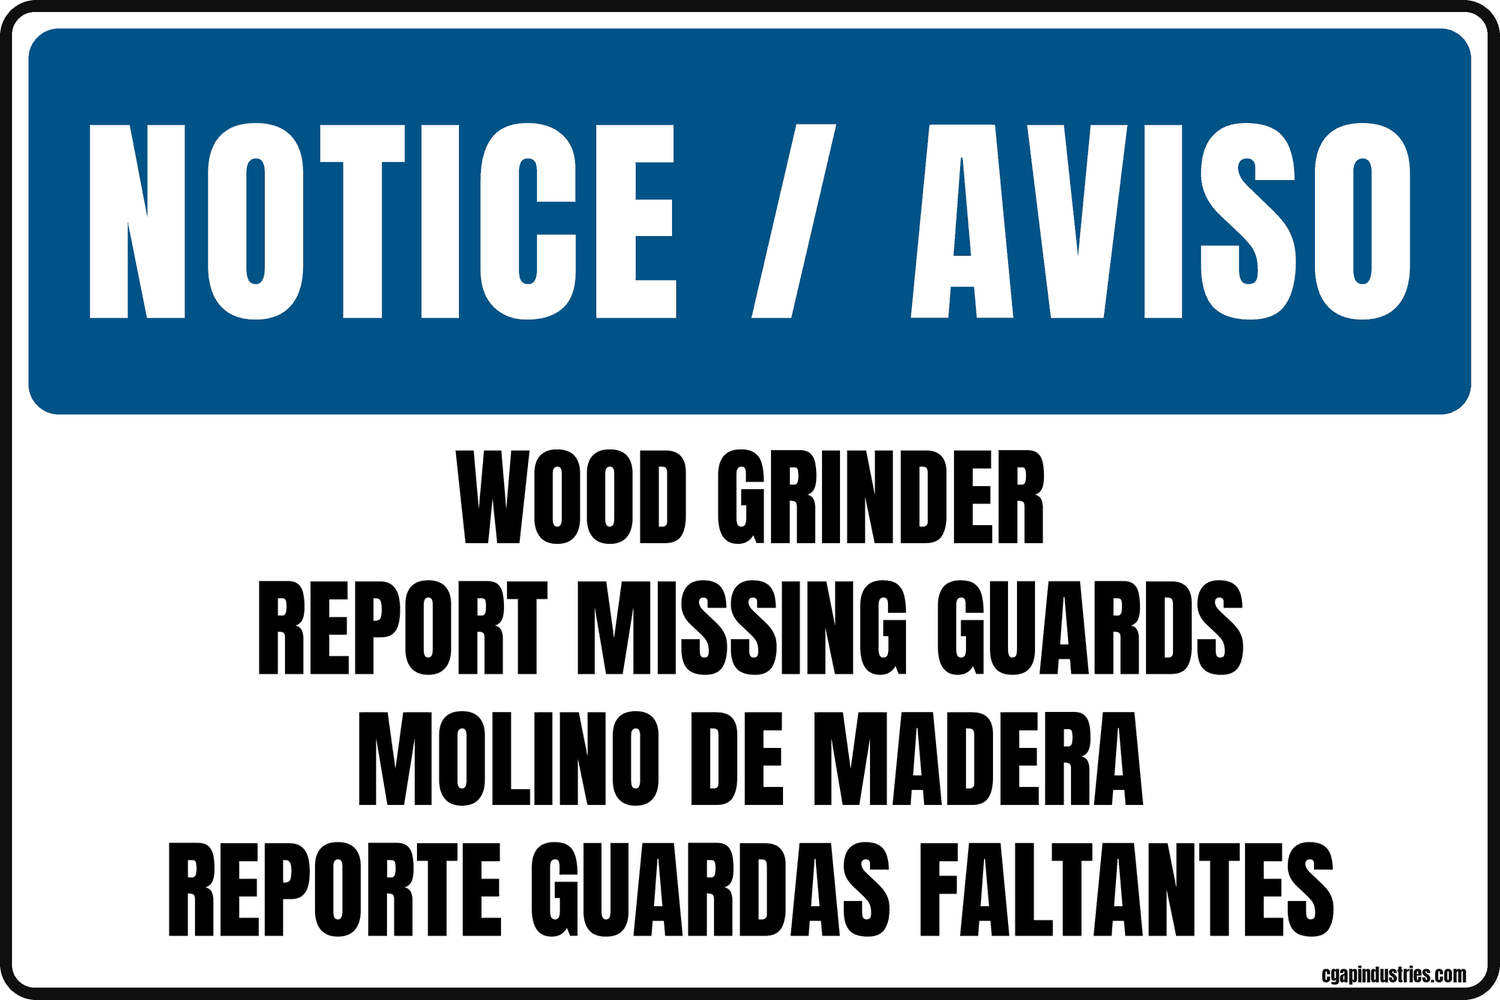 NOTICE / AVISO
WOOD GRINDER
REPORT MISSING GUARDS
MOLINO DE MADERA
REPORTE GUARDAS FALTANTES
cgapindustries.com